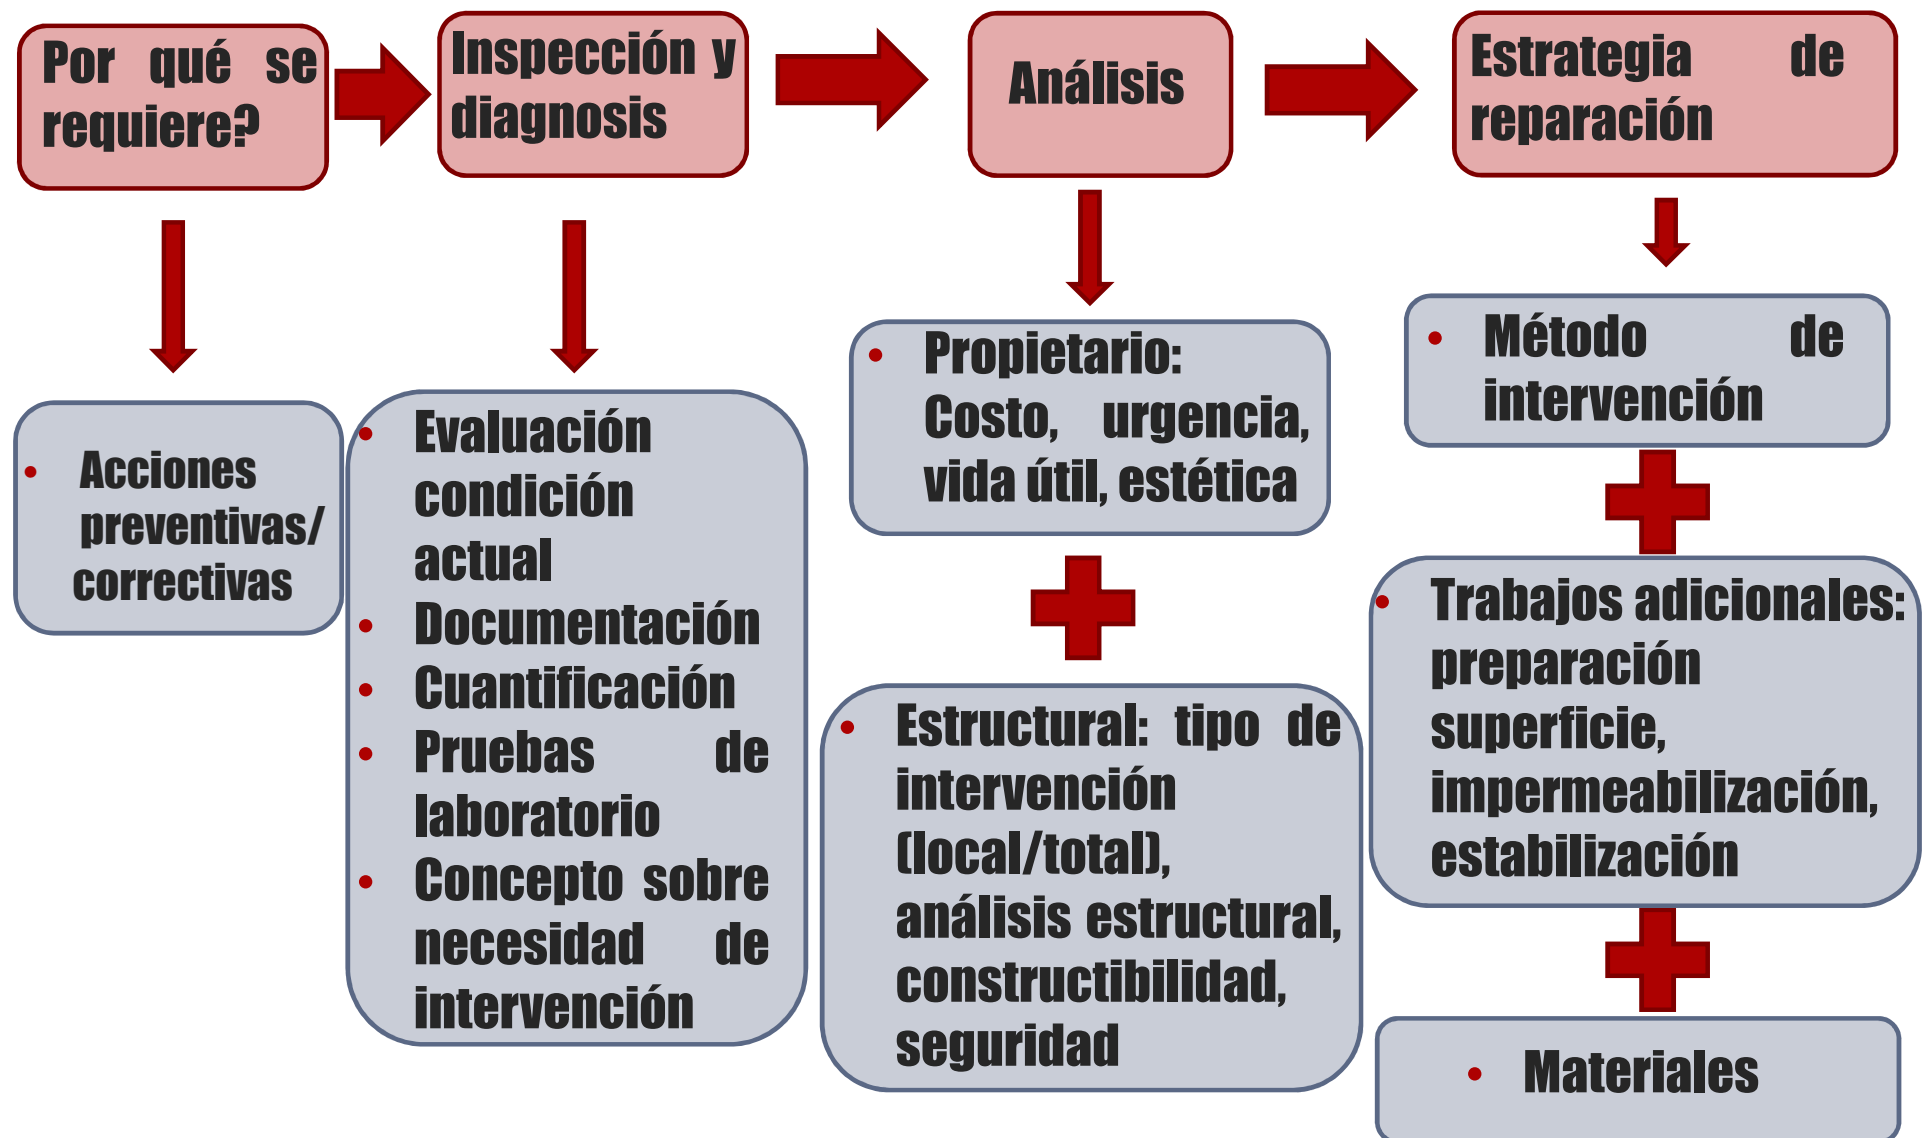 Por qué se
requiere?
Inspección y
diagnosis
Análisis
Estrategia de
reparación
• Acciones
preventivas/
correctivas
• Evaluación
condición
actual
• Documentación
• Cuantificación
• Pruebas de
laboratorio
• Concepto sobre
necesidad de
intervención
• Propietario:
Costo, urgencia,
vida útil, estética
• Estructural: tipo de
intervención
(local/total),
análisis estructural,
constructibilidad,
seguridad
• Método de
intervención
• Trabajos adicionales:
preparación
superficie,
impermeabilización,
estabilización
• Materiales